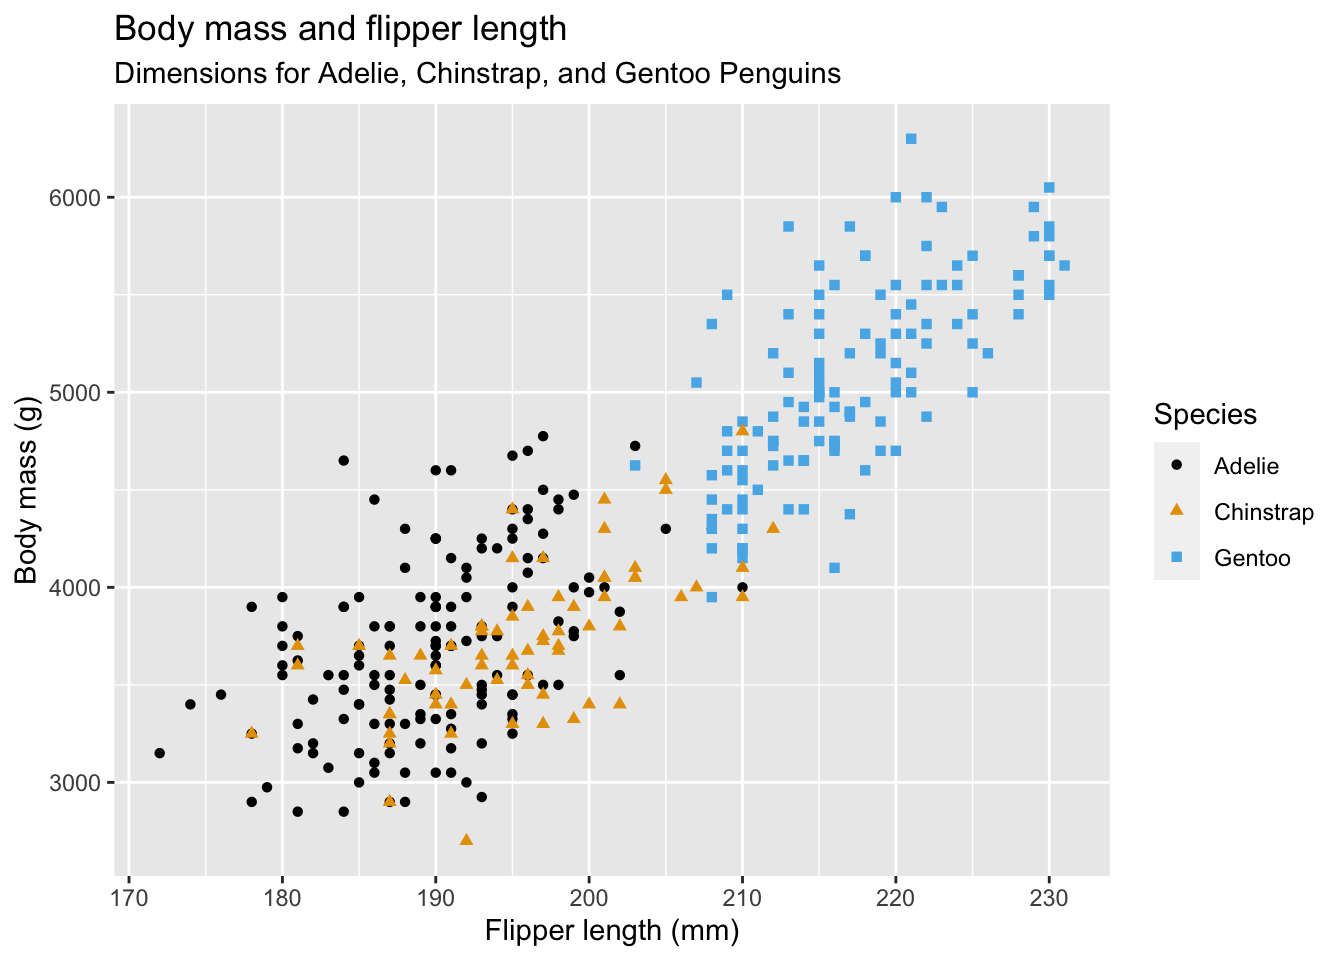 Body mass and flipper length
Dimensions for Adelie, Chinstrap, and Gentoo Penguins
Body mass (g)
6000
5000
4000
3000
170 180 190 200 210 220 230
Flipper length (mm)
Species
Adelie
Chinstrap
Gentoo